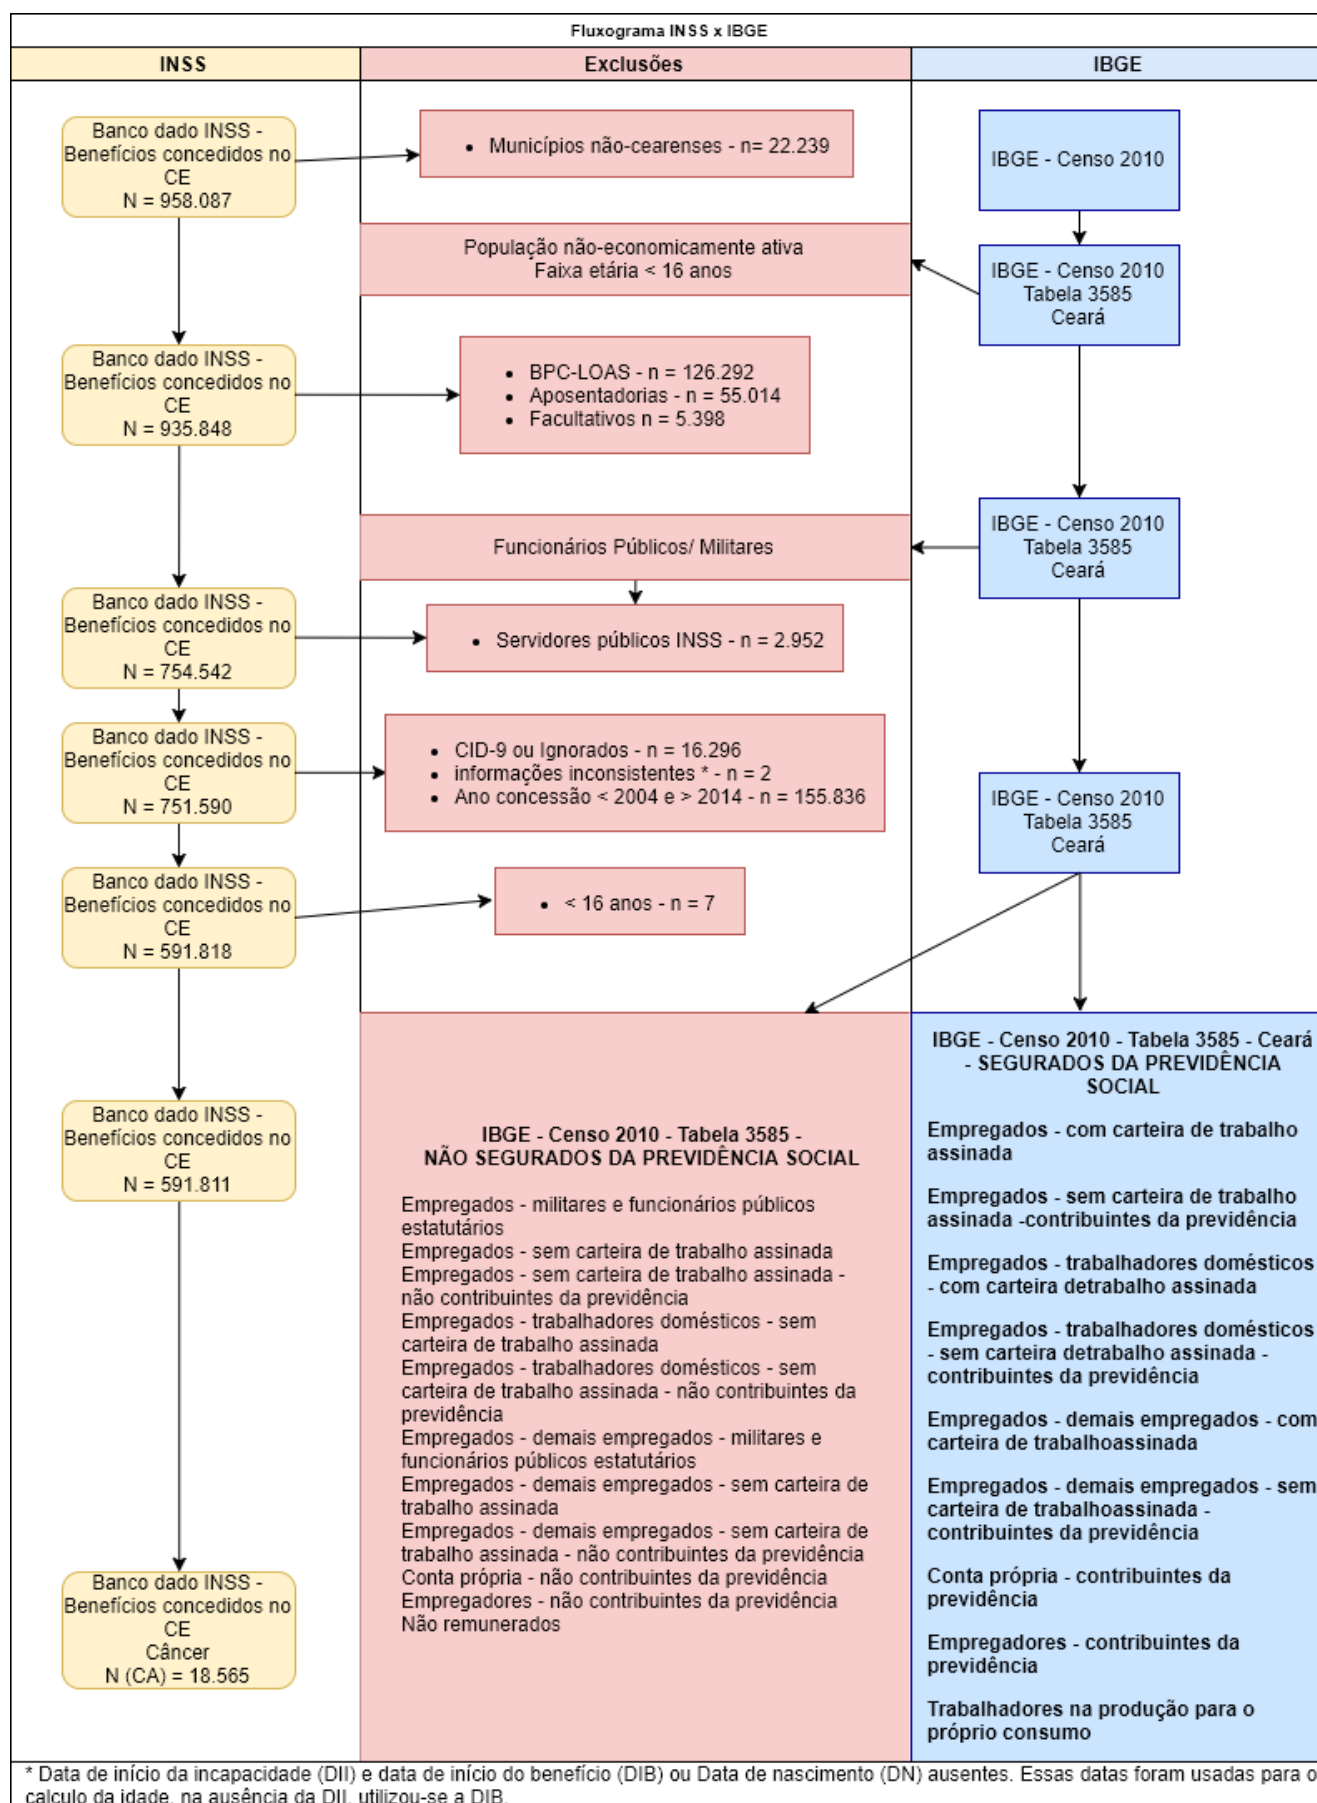 Fluxograma INSS x IBGE
INSS
Exclusões
IBGE
Banco dado INSS -
Benefícios concedidos no
CE
N = 958.087
• Municípios não-cearenses - n= 22.239
IBGE - Censo 2010
População não-economicamente ativa
Faixa etária < 16 anos
IBGE - Censo 2010
Tabela 3585
Ceará
Banco dado INSS -
Benefícios concedidos no
CE
N = 935.848
• BPC-LOAS - n = 126.292
• Aposentadorias - n = 55.014
• Facultativos n = 5.398
Funcionários Públicos/ Militares
IBGE - Censo 2010
Tabela 3585
Ceará
Banco dado INSS -
Benefícios concedidos no
CE
N = 754.542
• Servidores públicos INSS - n = 2.952
Banco dado INSS -
Benefícios concedidos no
CE
N = 751.590
• CID-9 ou Ignorados - n = 16.296
• informações inconsistentes * - n = 2
• Ano concessão < 2004 e > 2014 - n = 155.836
IBGE - Censo 2010
Tabela 3585
Ceará
Banco dado INSS -
Benefícios concedidos no
CE
N = 591.818
• < 16 anos - n = 7
Banco dado INSS -
Benefícios concedidos no
CE
N = 591.811
Banco dado INSS -
Benefícios concedidos no
CE
Câncer
N (CA) = 18.565
IBGE - Censo 2010 - Tabela 3585 -
NÃO SEGURADOS DA PREVIDÊNCIA SOCIAL
Empregados - militares e funcionários públicos
estatutários
Empregados - sem carteira de trabalho assinada
Empregados - sem carteira de trabalho assinada -
não contribuintes da previdência
Empregados - trabalhadores domésticos - sem
carteira de trabalho assinada
Empregados - trabalhadores domésticos - sem
carteira de trabalho assinada - não contribuintes da
previdência
Empregados - demais empregados - militares e
funcionários públicos estatutários
Empregados - demais empregados - sem carteira de
trabalho assinada
Empregados - demais empregados - sem carteira de
trabalho assinada - não contribuintes da previdência
Conta própria - não contribuintes da previdência
Empregadores - não contribuintes da previdência
Não remunerados
IBGE - Censo 2010 - Tabela 3585 - Ceará
- SEGURADOS DA PREVIDÊNCIA
SOCIAL
Empregados - com carteira de trabalho
assinada
Empregados - sem carteira de trabalho
assinada -contribuintes da previdência
Empregados - trabalhadores domésticos
- com carteira detrabalho assinada
Empregados - trabalhadores domésticos
- sem carteira detrabalho assinada -
contribuintes da previdência
Empregados - demais empregados - com
carteira de trabalhoassinada
Empregados - demais empregados - sem
carteira de trabalhoassinada -
contribuintes da previdência
Conta própria - contribuintes da
previdência
Empregadores - contribuintes da
previdência
Trabalhadores na produção para o
próprio consumo
* Data de início da incapacidade (DII) e data de início do benefício (DIB) ou Data de nascimento (DN) ausentes. Essas datas foram usadas para o
calculo da idade, na ausência da DII, utilizou-se a DIB.